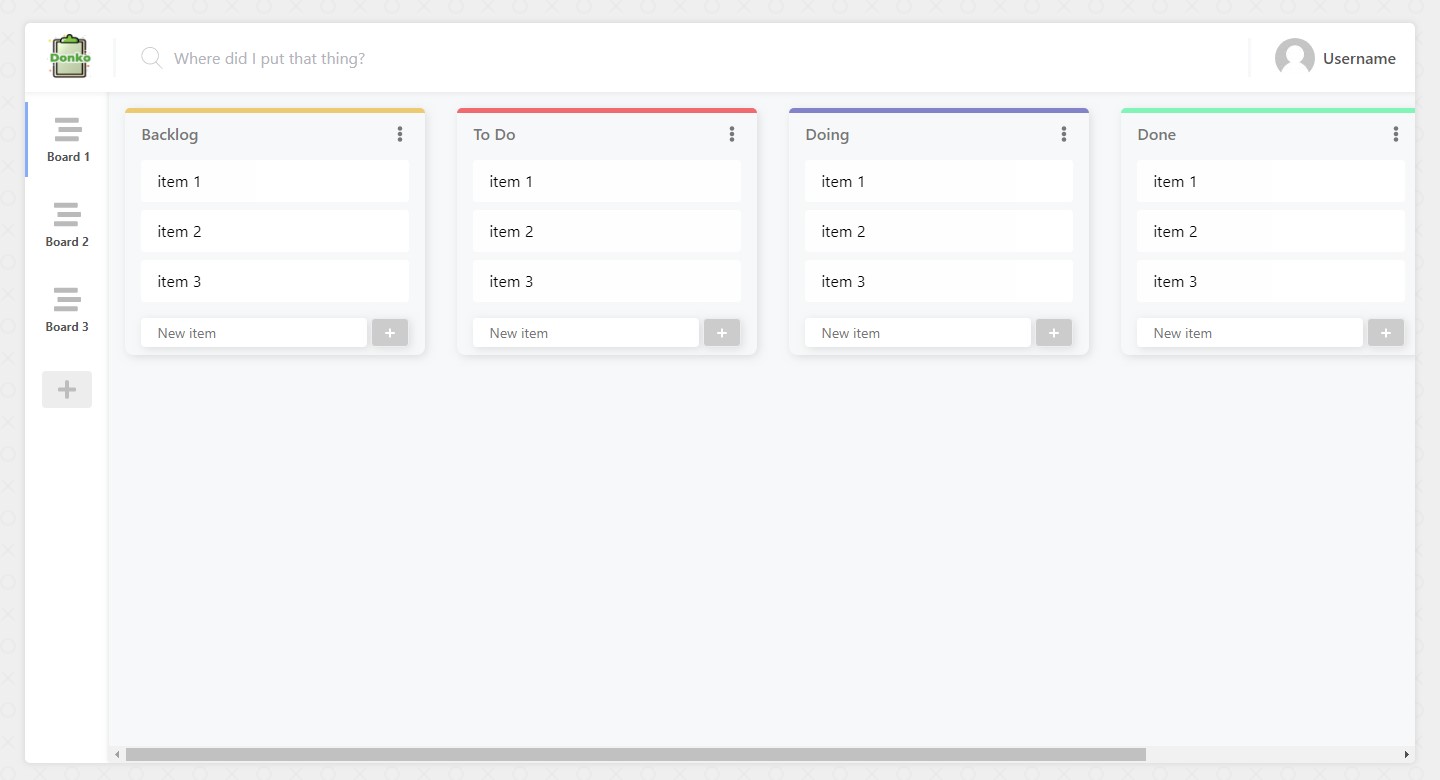 Donko
Where did I put that thing?
Username
Board 1
Board 2
Board 3
Backlog
item 1
item 2
item 3
New item
To Do
item 1
item 2
item 3
New item
Doing
item 1
item 2
item 3
New item
Done
item 1
item 2
item 3
New item